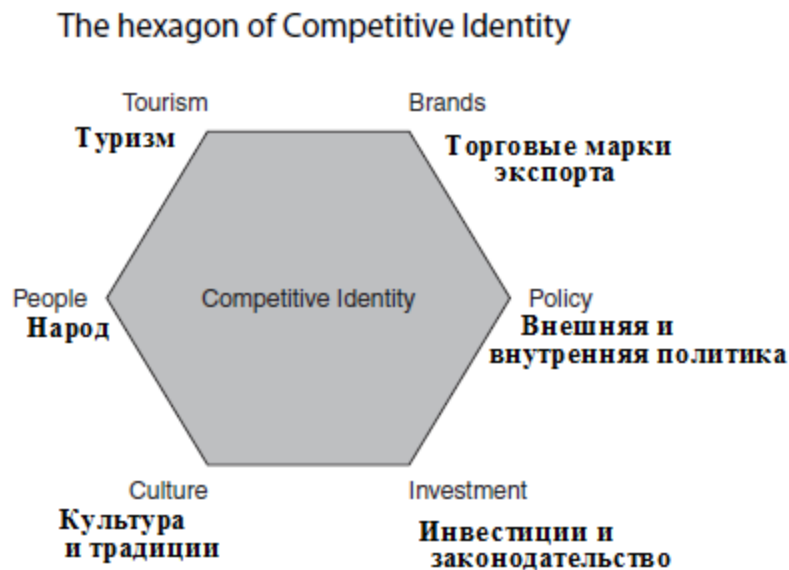 The hexagon of Competitive Identity
Tourism
Туризм
Brands
Торговые марки
экспорта
People
Народ
Competitive Identity
Policy
Внешняя и
внутренняя политика
Culture
Культура
и традиции
Investment
Инвестиции и
законодательство